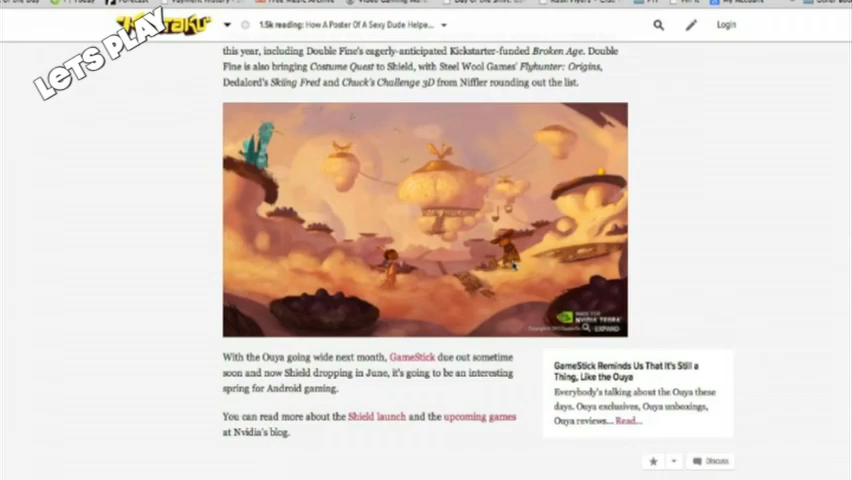 LETS PLAY
1.5k reading: How A Poster Of A Sexy Dude Helpe...
Login
this year, including Double Fine's eagerly-anticipated Kickstarter-funded Broken Age. Double
Fine is also bringing Costume Quest to Shield, with Steel Wool Games' Flyhunter: Origins,
Dedalord's Skiing Fred and Chuck's Challenge 3D from Niffler rounding out the list.
MADE FOR
NVIDIA TEGRA
EXPAND
With the Ouya going wide next month, GameStick due out sometime
soon and now Shield dropping in June, it's going to be an interesting
spring for Android gaming.
GameStick Reminds Us That It's Still a
Thing, Like the Ouya
Everybody's talking about the Ouya these
days. Ouya exclusives, Ouya unboxings,
Ouya reviews... Read...
You can read more about the Shield launch and the upcoming games
at Nvidia's blog.
Discuss